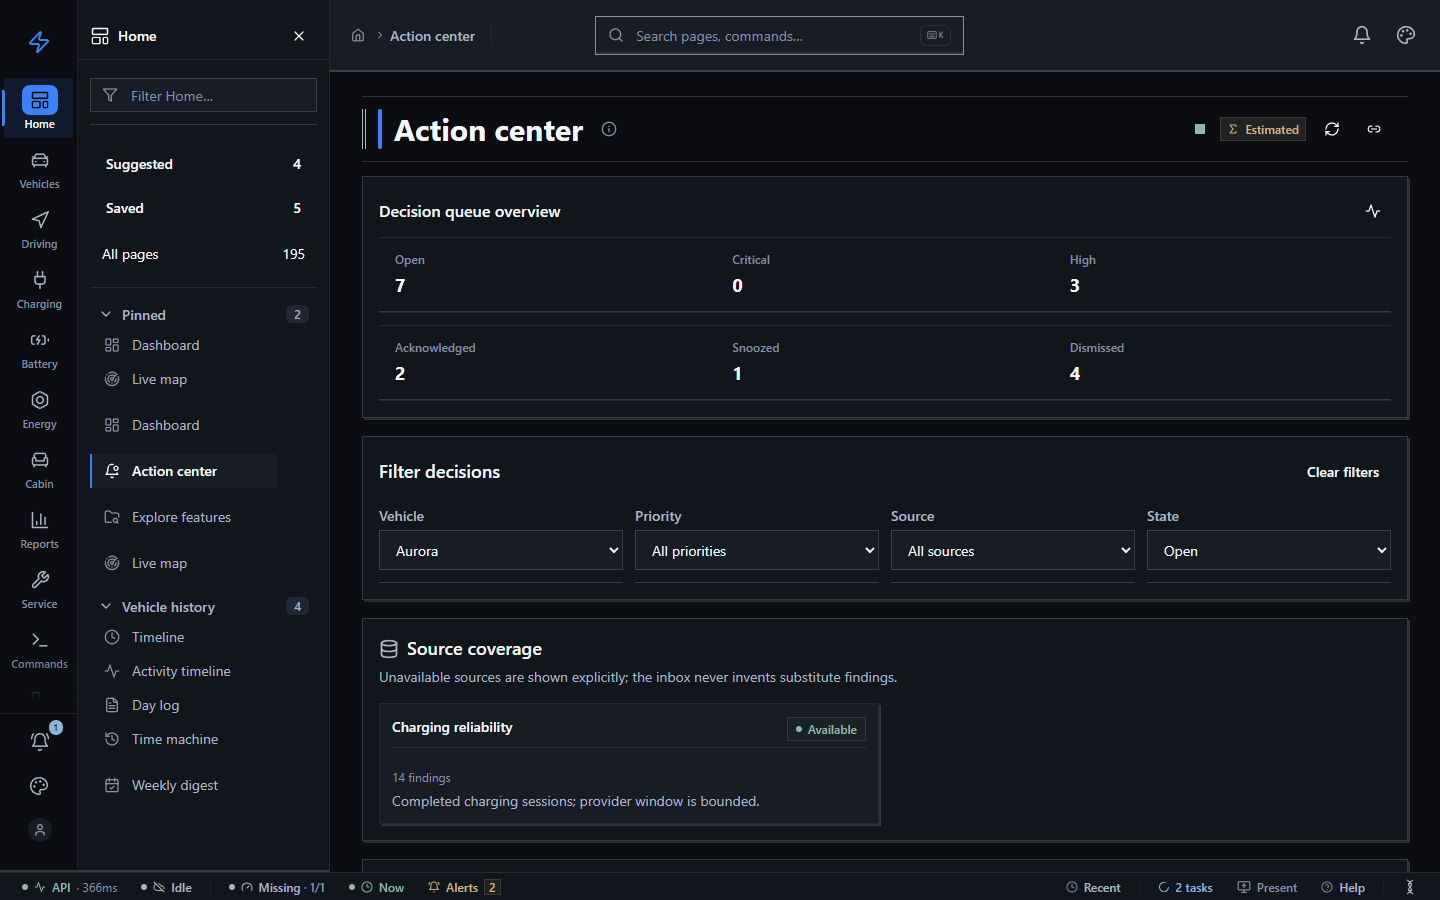 Home
Vehicles
Driving
Charging
Battery
Energy
Cabin
Reports
Service
Commands
1
Home
Filter Home...
Suggested 4
Saved 5
All pages 195
Pinned 2
Dashboard
Live map
Dashboard
Action center
Explore features
Live map
Vehicle history 4
Timeline
Activity timeline
Day log
Time machine
Weekly digest
Action center
Search pages, commands... K
Action center
Σ Estimated
Decision queue overview
Open Critical High
7 0 3
Acknowledged Snoozed Dismissed
2 1 4
Filter decisions Clear filters
Vehicle Priority Source State
Aurora All priorities All sources Open
Source coverage
Unavailable sources are shown explicitly; the inbox never invents substitute findings.
Charging reliability Available
14 findings
Completed charging sessions; provider window is bounded.
API · 366ms Idle Missing · 1/1 Now Alerts 2 Recent 2 tasks Present Help